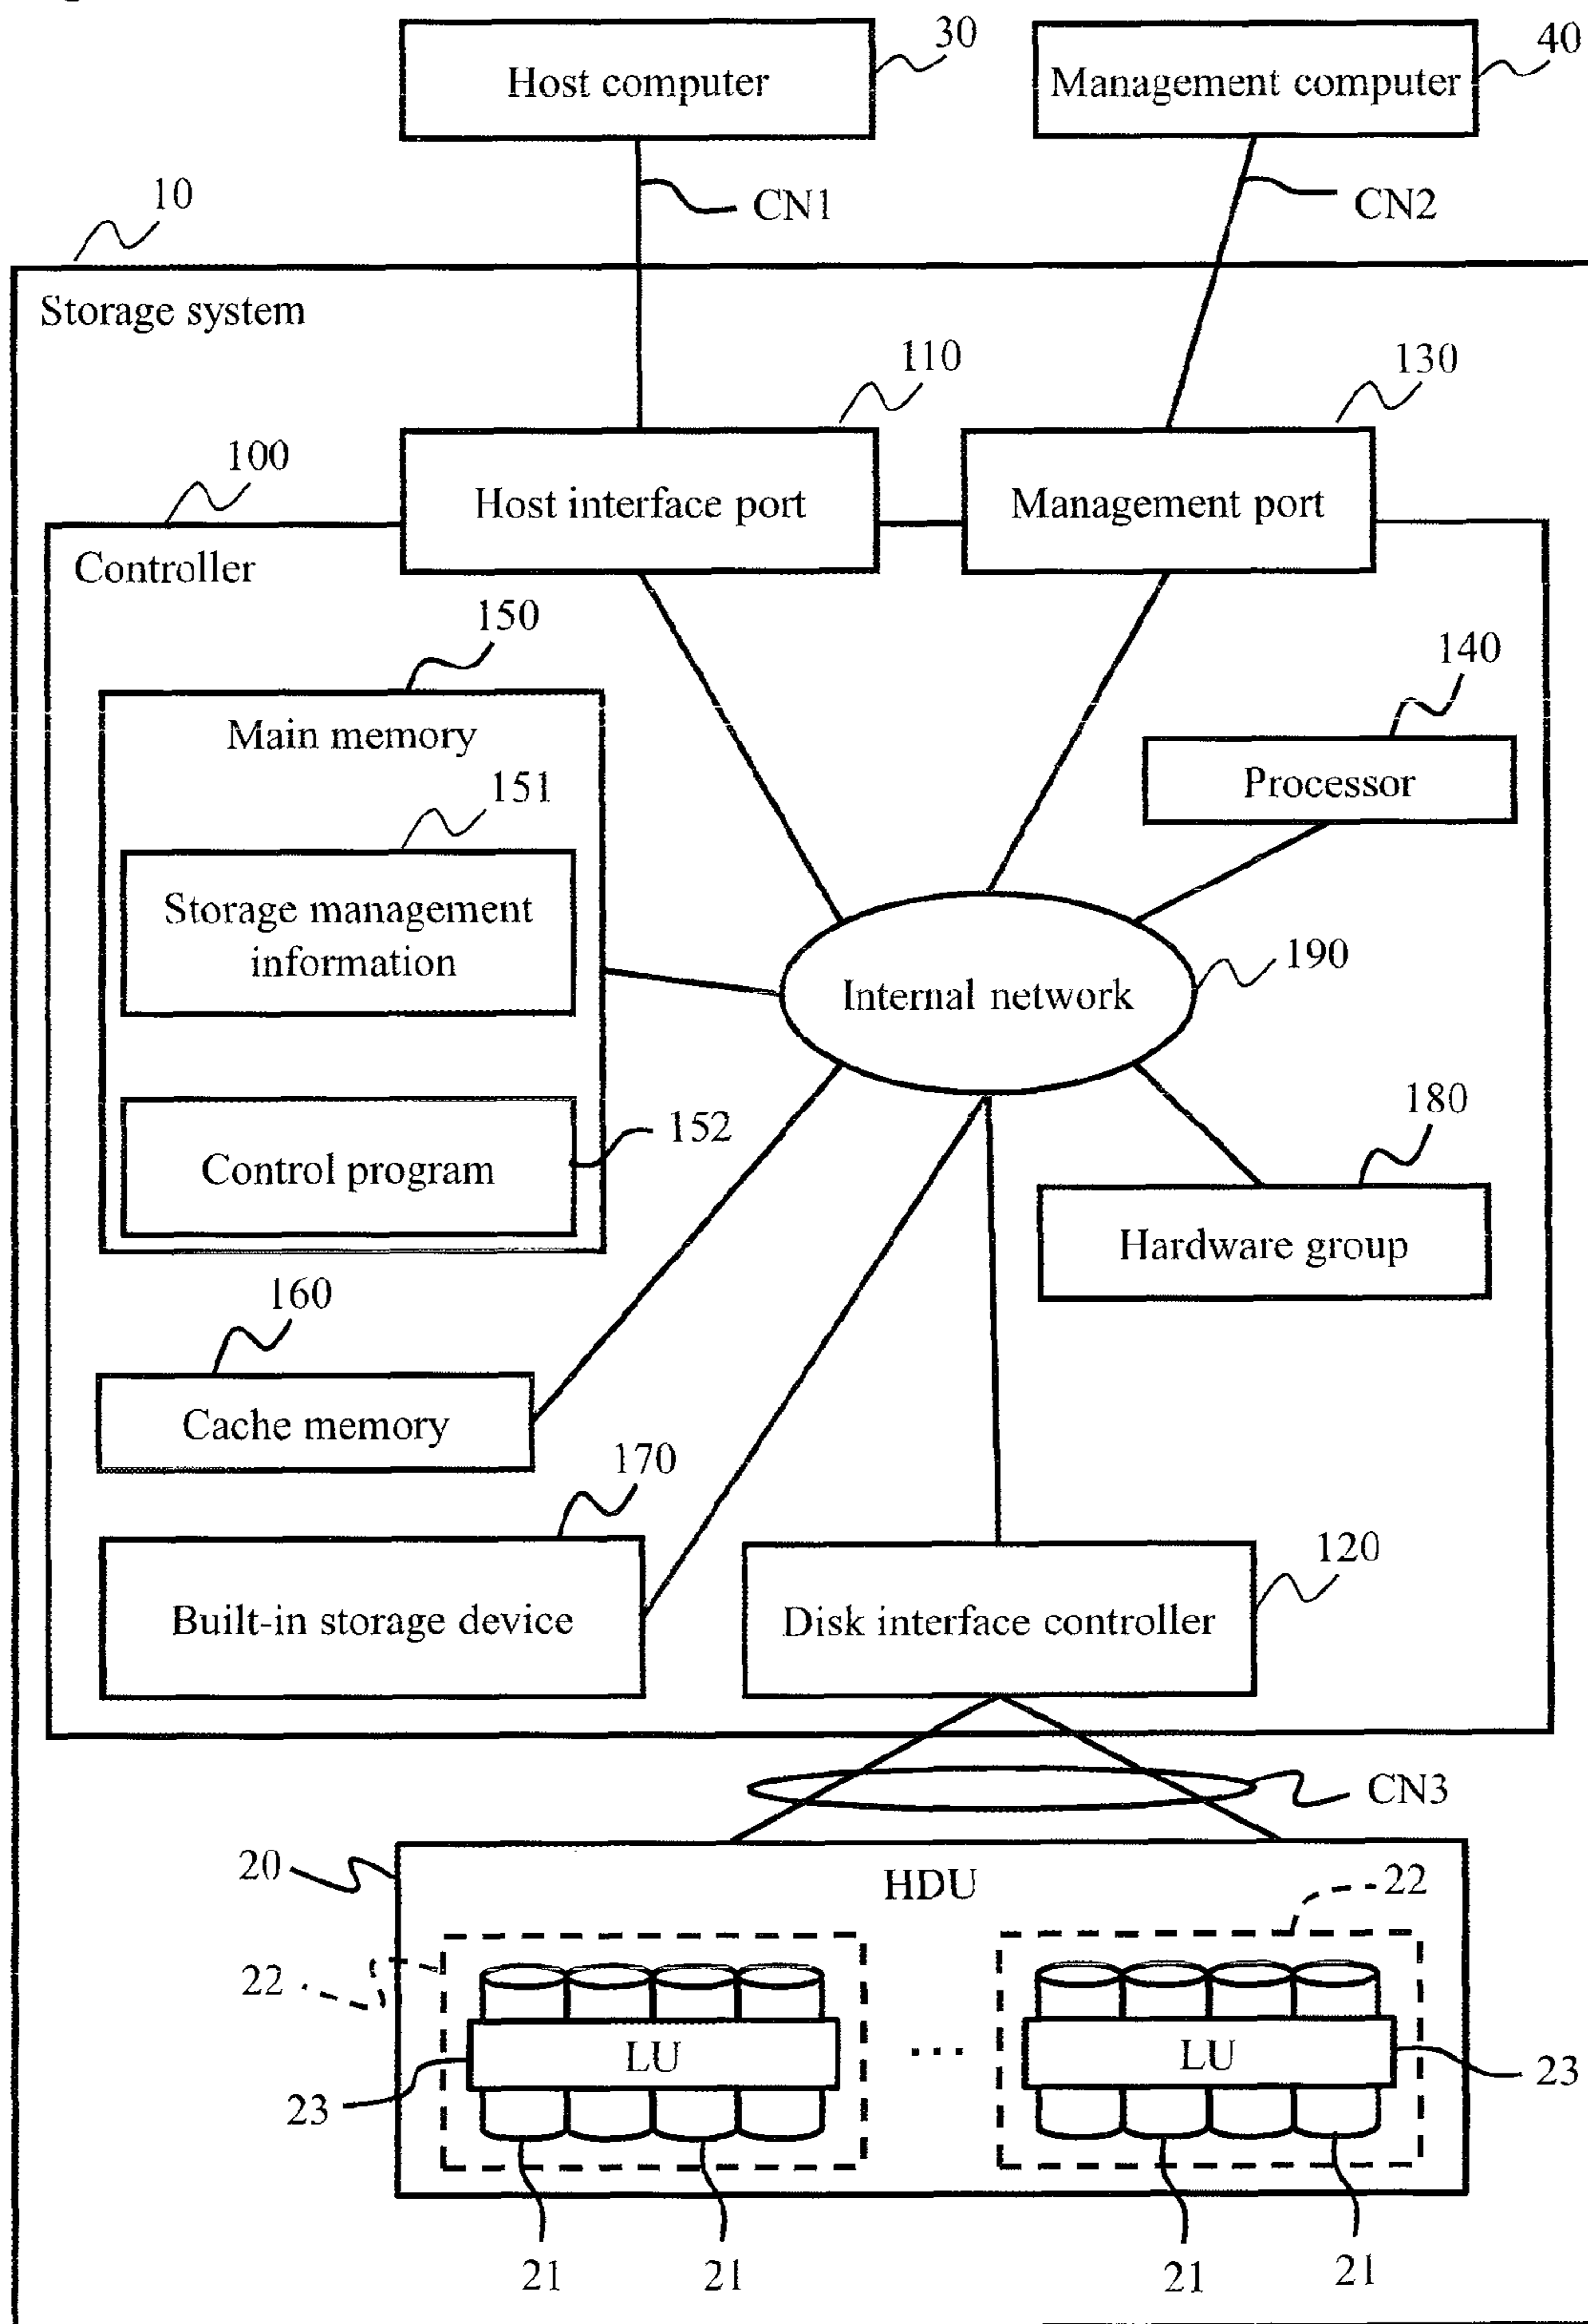 30
40
Host computer
Management computer
10
CN1
CN2
Storage system
110
130
100
Host interface port
Management port
Controller
150
140
Main memory
Processor
151
Storage management
information
190
Internal network
180
152
Control program
Hardware group
160
Cache memory
170
120
Built-in storage device
Disk interface controller
CN3
20
HDU
22
22
LU
...
LU
23
23
21
21
21
21